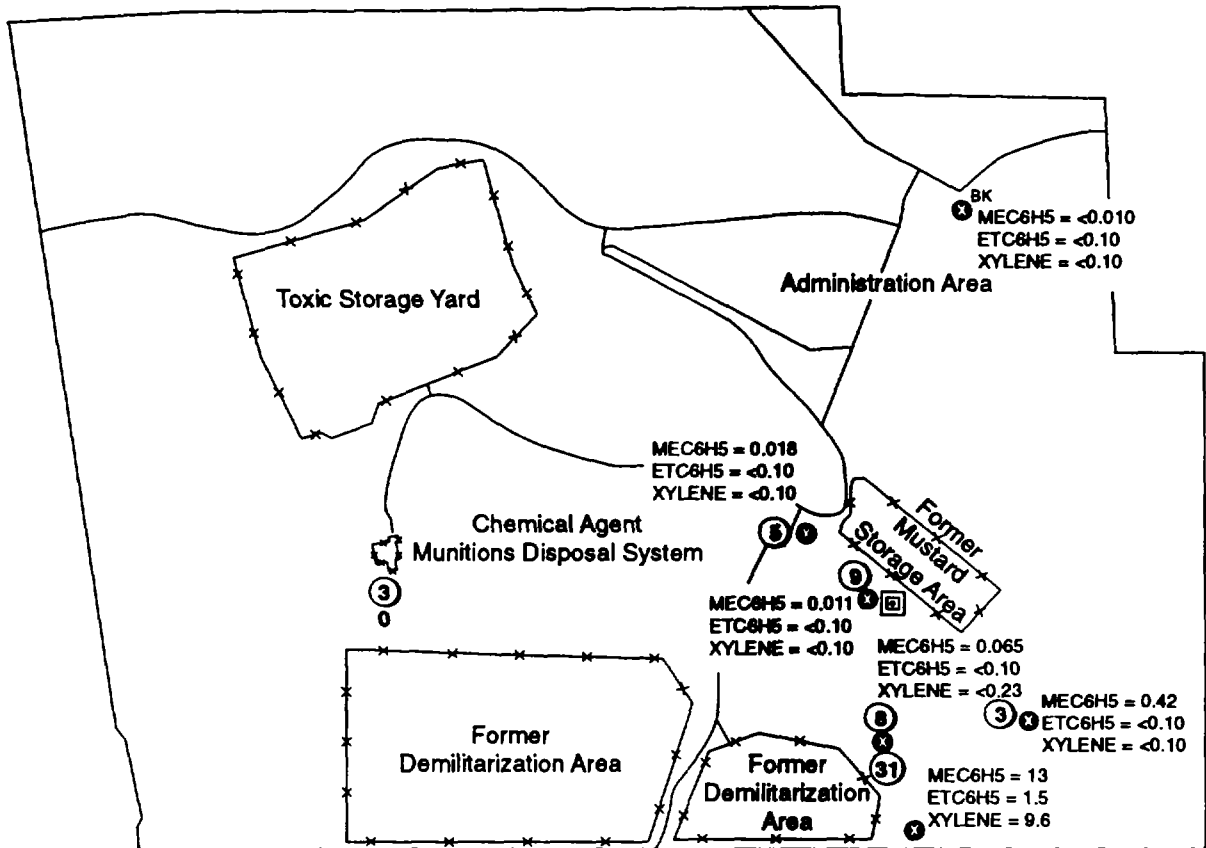 BK
MEC6H5 = <0.010
ETC6H5 = <0.10
XYLENE = <0.10
Administration Area
Toxic Storage Yard
MEC6H5 = 0.018
ETC6H5 = <0.10
XYLENE = <0.10
Former
Mustard
Storage Area
Chemical Agent
Munitions Disposal System
5
9
3
0
MEC6H5 = 0.011
ETC6H5 = <0.10
XYLENE = <0.10
MEC6H5 = 0.065
ETC6H5 = <0.10
XYLENE = <0.23
3
MEC6H5 = 0.42
ETC6H5 = <0.10
XYLENE = <0.10
8
31
Former
Demilitarization Area
Former
Demilitarization
Area
MEC6H5 = 13
ETC6H5 = 1.5
XYLENE = 9.6